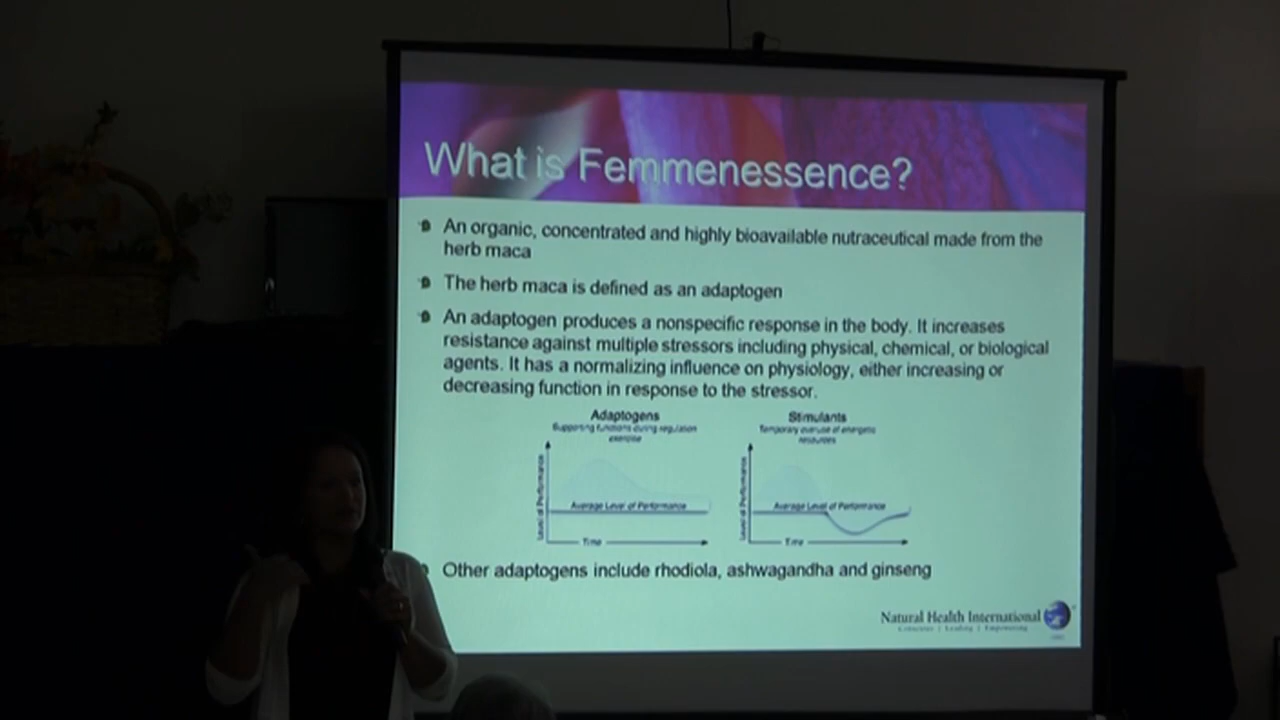 What is Femmenessence?
An organic, concentrated and highly bioavailable nutraceutical made from the
herb maca
The herb maca is defined as an adaptogen
An adaptogen produces a nonspecific response in the body. It increases
resistance against multiple stressors including physical, chemical, or biological
agents. It has a normalizing influence on physiology, either increasing or
decreasing function in response to the stressor.
Adaptogens
Supporting functions during regulation
exercise
Level of Performance
Average Level of Performance
Time
Stimulants
Temporary overuse of energetic
resources
Level of Performance
Average Level of Performance
Time
Other adaptogens include rhodiola, ashwagandha and ginseng
Natural Health International